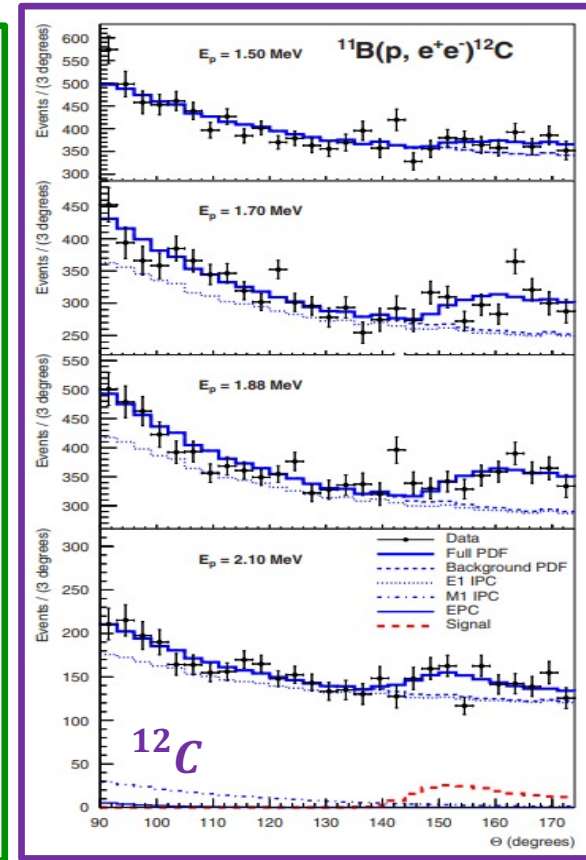 E_p = 1.50 MeV
¹¹B(p, e⁺e⁻)¹²C
Events / (3 degrees)
600
550
500
450
400
350
300
E_p = 1.70 MeV
Events / (3 degrees)
450
400
350
300
250
E_p = 1.88 MeV
Events / (3 degrees)
550
500
450
400
350
300
E_p = 2.10 MeV
Events / (3 degrees)
300
250
200
150
100
50
0
Data
Full PDF
Background PDF
E1 IPC
M1 IPC
EPC
Signal
¹²C
90 100 110 120 130 140 150 160 170
Θ (degrees)